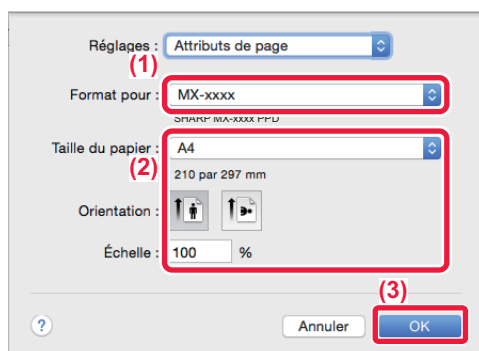 Réglages : Attributs de page
(1)
Format pour : MX-xxxx
SHARP MX-xxxx PPD
Taille du papier : A4
(2)
210 par 297 mm
Orientation :
Échelle : 100 %
(3)
? Annuler OK